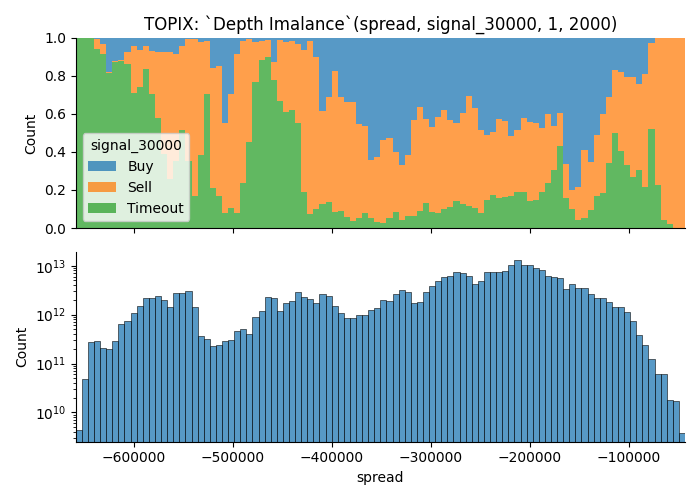 TOPIX: `Depth Imalance`(spread, signal_30000, 1, 2000)
1.0
0.8
0.6
0.4
0.2
0.0
Count
signal_30000
Buy
Sell
Timeout
10^13
10^12
10^11
10^10
Count
−600000 −500000 −400000 −300000 −200000 −100000
spread